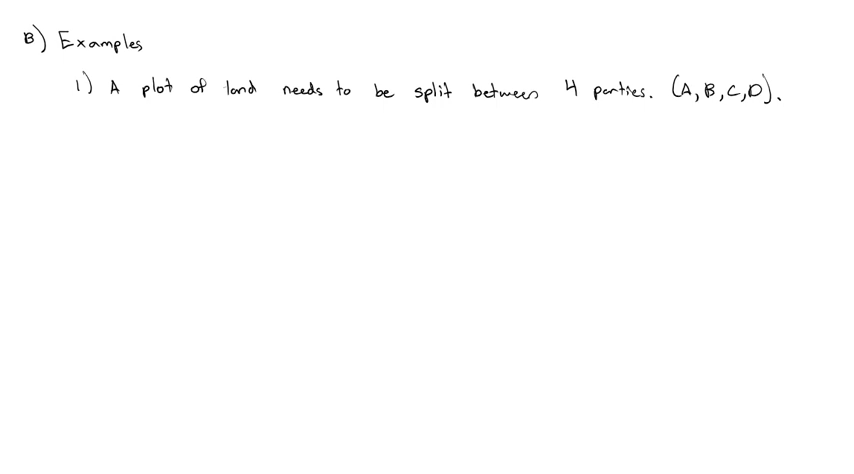 B) Examples
1) A plot of land needs to be split between 4 parties. (A,B,C,D).